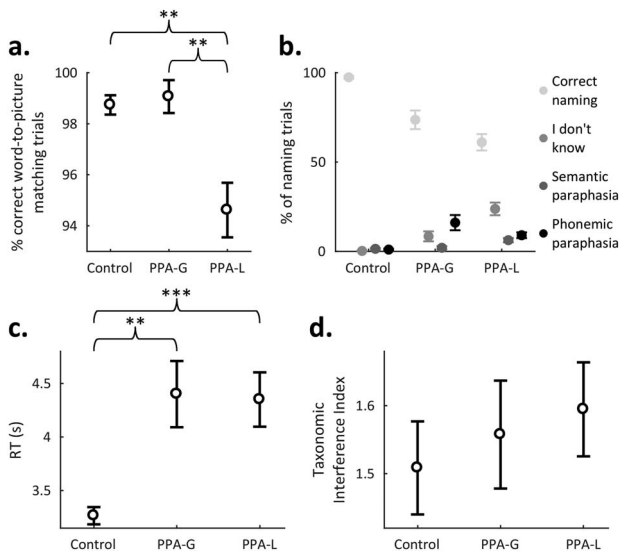 a.
**
**
% correct word-to-picture
matching trials
100
98
96
94
Control PPA-G PPA-L
b.
% of naming trials
100
50
0
Control PPA-G PPA-L
Correct
naming
I don't
know
Semantic
paraphasia
Phonemic
paraphasia
c.
***
**
RT (s)
4.5
4
3.5
Control PPA-G PPA-L
d.
Taxonomic
Interference Index
1.6
1.5
Control PPA-G PPA-L